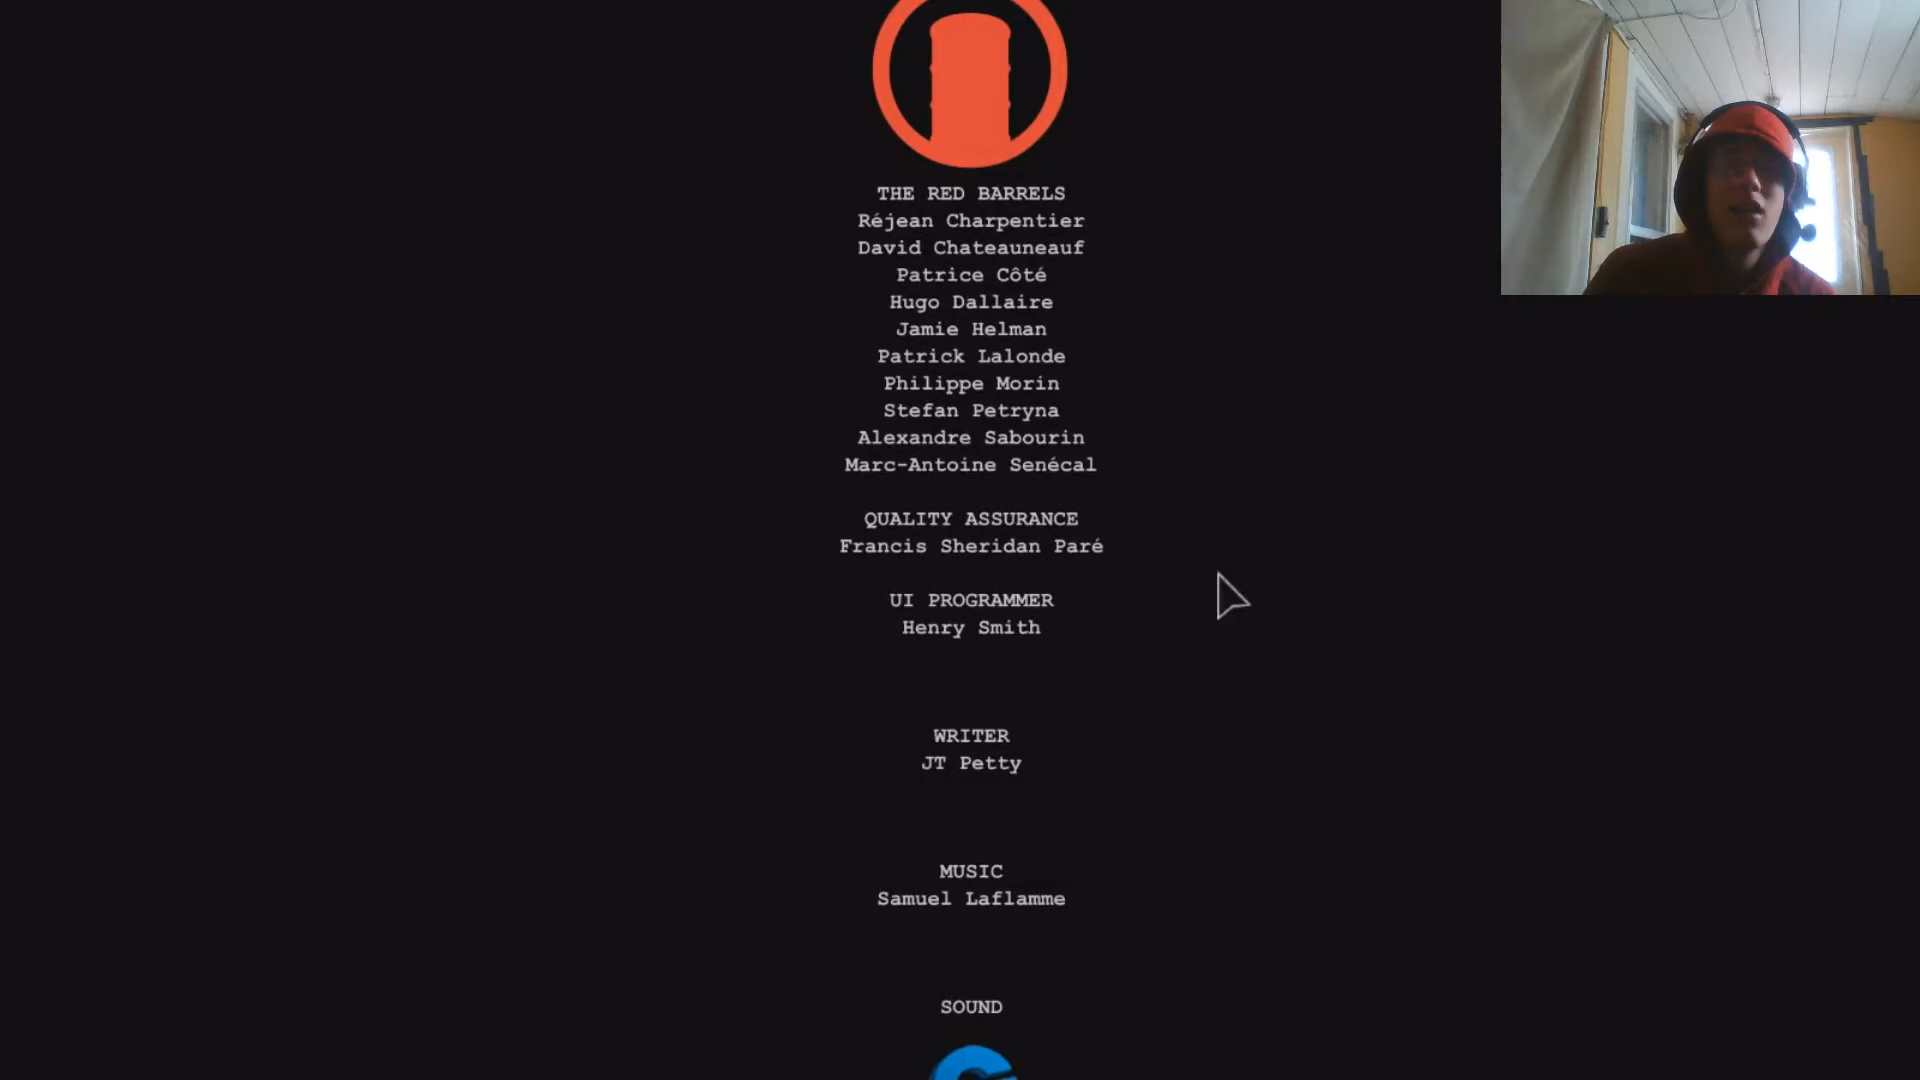 THE RED BARRELS
Réjean Charpentier
David Chateauneuf
Patrice Côté
Hugo Dallaire
Jamie Helman
Patrick Lalonde
Philippe Morin
Stefan Petryna
Alexandre Sabourin
Marc-Antoine Senécal
QUALITY ASSURANCE
Francis Sheridan Paré
UI PROGRAMMER
Henry Smith
WRITER
JT Petty
MUSIC
Samuel Laflamme
SOUND